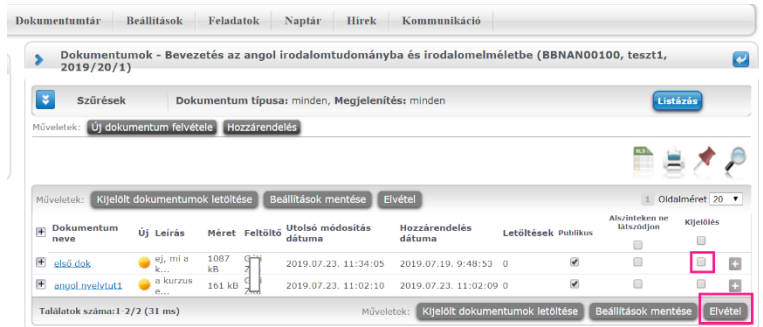 Dokumentumtár Beállítások Feladatok Naptár Hírek Kommunikáció
Dokumentumok - Bevezetés az angol irodalomtudományba és irodalomelméletbe (BBNAN00100, teszt1,
2019/20/1)
Szűrések Dokumentum típusa: minden, Megjelenítés: minden Listázás
Műveletek: Új dokumentum felvétele Hozzárendelés
Műveletek: Kijelölt dokumentumok letöltése Beállítások mentése Elvétel 1 Oldalméret 20
Dokumentum
neve
Új Leírás Méret Feltöltő
Utolsó módosítás
dátuma
Hozzárendelés
dátuma
Letöltések Publikus
Alszinteken ne
látszódjon
Kijelölés
első dok
ej, mi a
k...
1087
kB
2019.07.23. 11:34:05 2019.07.19. 9:48:53 0
angol nyelvtut1
a kurzus
e...
161 kB
2019.07.23. 11:02:10 2019.07.23. 11:02:09 0
Találatok száma:1-2/2 (31 ms) Műveletek: Kijelölt dokumentumok letöltése Beállítások mentése Elvétel